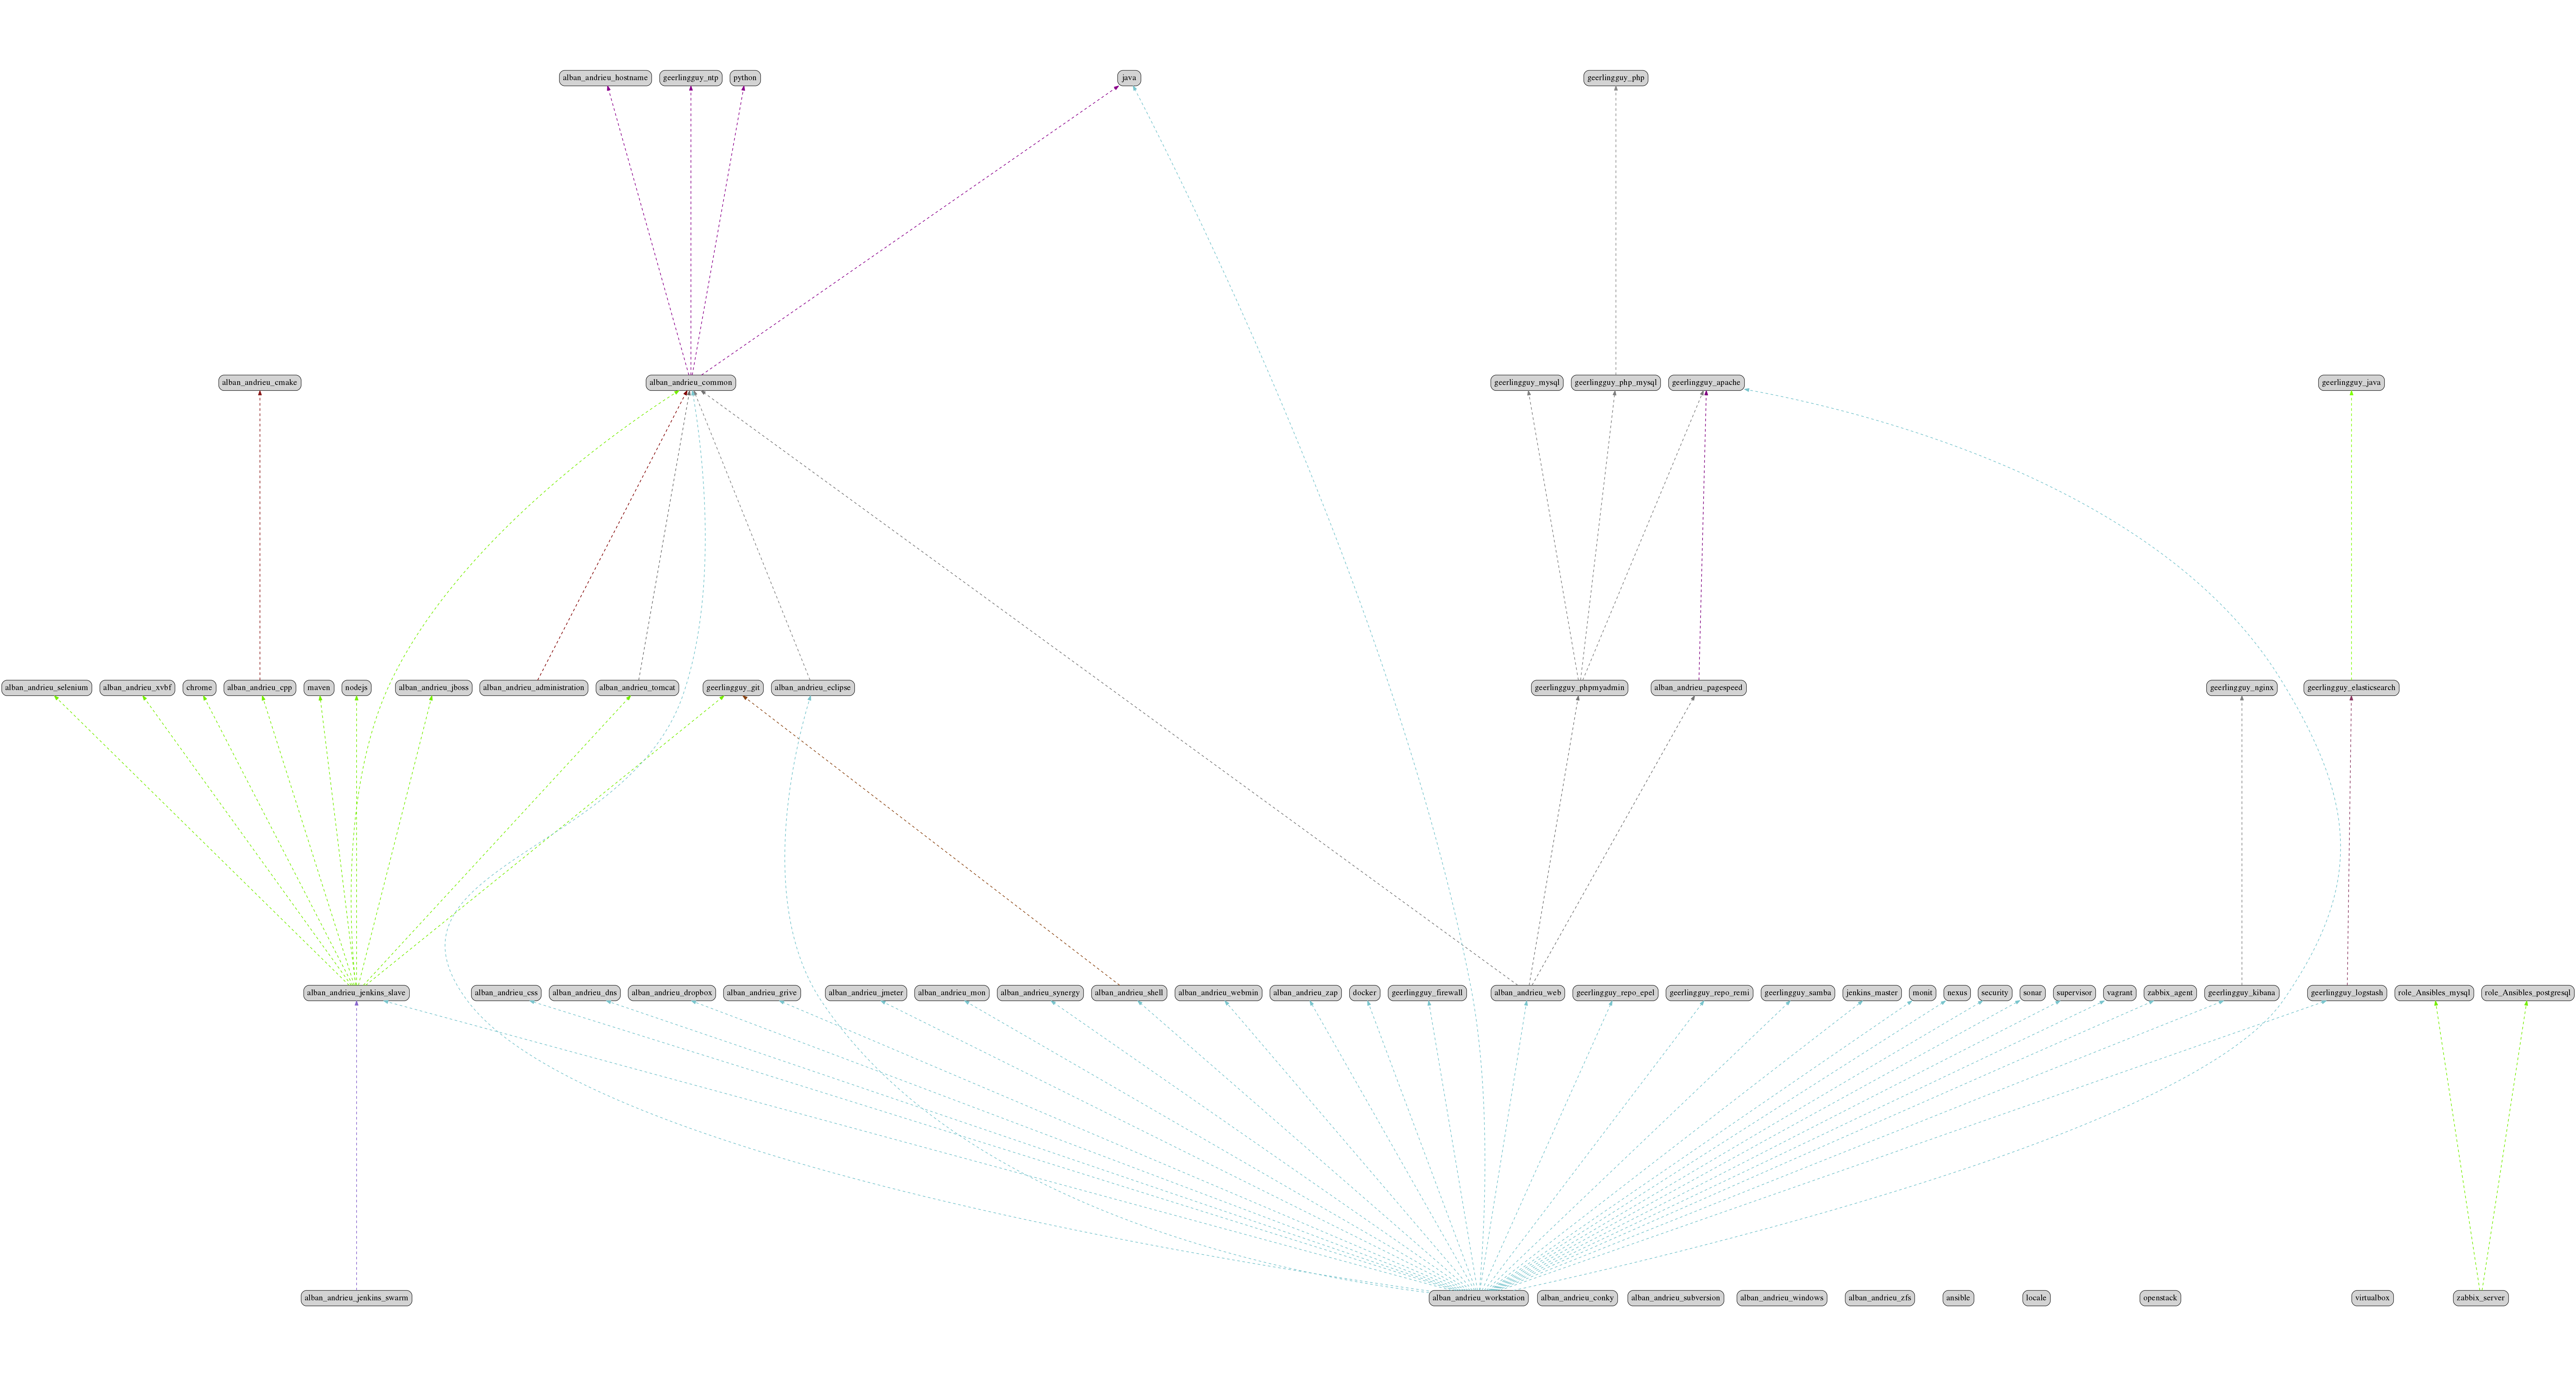 alban_andrieu_hostname
geerlingguy_ntp
python
java
geerlingguy_php
alban_andrieu_cmake
alban_andrieu_common
geerlingguy_mysql
geerlingguy_php_mysql
geerlingguy_apache
geerlingguy_java
alban_andrieu_selenium
alban_andrieu_xvbf
chrome
alban_andrieu_cpp
maven
nodejs
alban_andrieu_jboss
alban_andrieu_administration
alban_andrieu_tomcat
geerlingguy_git
alban_andrieu_eclipse
geerlingguy_phpmyadmin
alban_andrieu_pagespeed
geerlingguy_nginx
geerlingguy_elasticsearch
alban_andrieu_jenkins_slave
alban_andrieu_css
alban_andrieu_dns
alban_andrieu_dropbox
alban_andrieu_grive
alban_andrieu_jmeter
alban_andrieu_mon
alban_andrieu_synergy
alban_andrieu_shell
alban_andrieu_webmin
alban_andrieu_zap
docker
geerlingguy_firewall
alban_andrieu_web
geerlingguy_repo_epel
geerlingguy_repo_remi
geerlingguy_samba
jenkins_master
monit
nexus
security
sonar
supervisor
vagrant
zabbix_agent
geerlingguy_kibana
geerlingguy_logstash
role_Ansibles_mysql
role_Ansibles_postgresql
alban_andrieu_jenkins_swarm
alban_andrieu_workstation
alban_andrieu_conky
alban_andrieu_subversion
alban_andrieu_windows
alban_andrieu_zfs
ansible
locale
openstack
virtualbox
zabbix_server